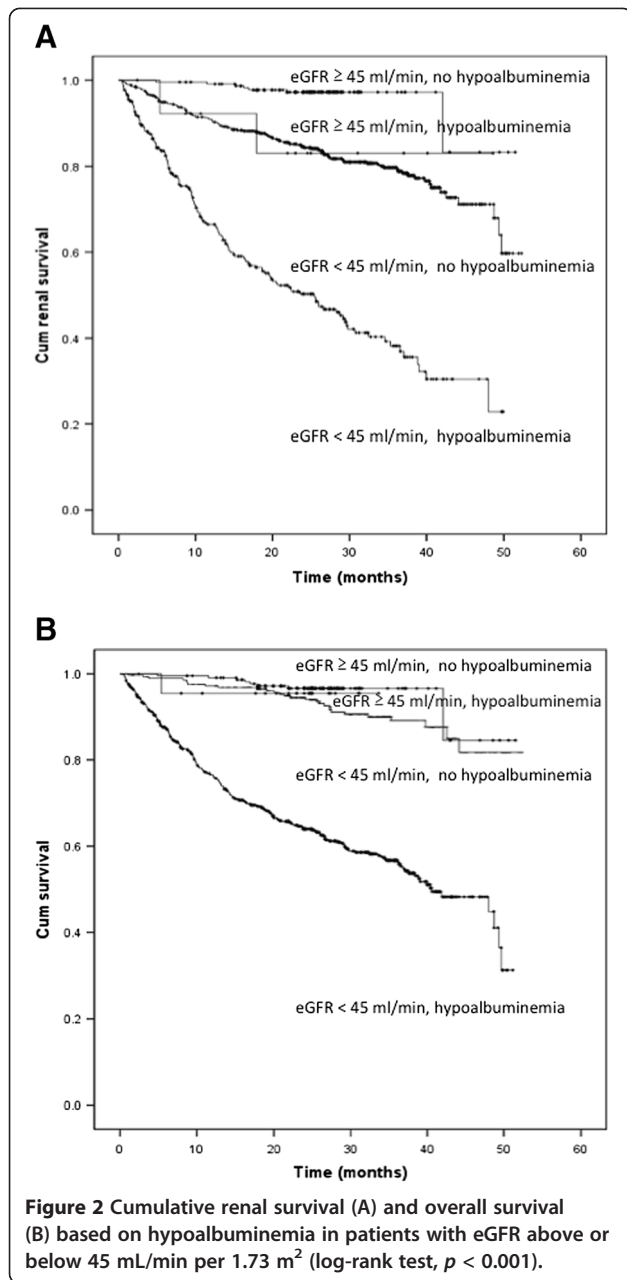 A
1.0
0.8
0.6
0.4
0.2
0.0
Cum renal survival
eGFR ≥ 45 ml/min, no hypoalbuminemia
eGFR ≥ 45 ml/min, hypoalbuminemia
eGFR < 45 ml/min, no hypoalbuminemia
eGFR < 45 ml/min, hypoalbuminemia
0 10 20 30 40 50 60
Time (months)
B
1.0
0.8
0.6
0.4
0.2
0.0
Cum survival
eGFR ≥ 45 ml/min, no hypoalbuminemia
eGFR ≥ 45 ml/min, hypoalbuminemia
eGFR < 45 ml/min, no hypoalbuminemia
eGFR < 45 ml/min, hypoalbuminemia
0 10 20 30 40 50 60
Time (months)
Figure 2 Cumulative renal survival (A) and overall survival
(B) based on hypoalbuminemia in patients with eGFR above or
below 45 mL/min per 1.73 m² (log-rank test, p < 0.001).